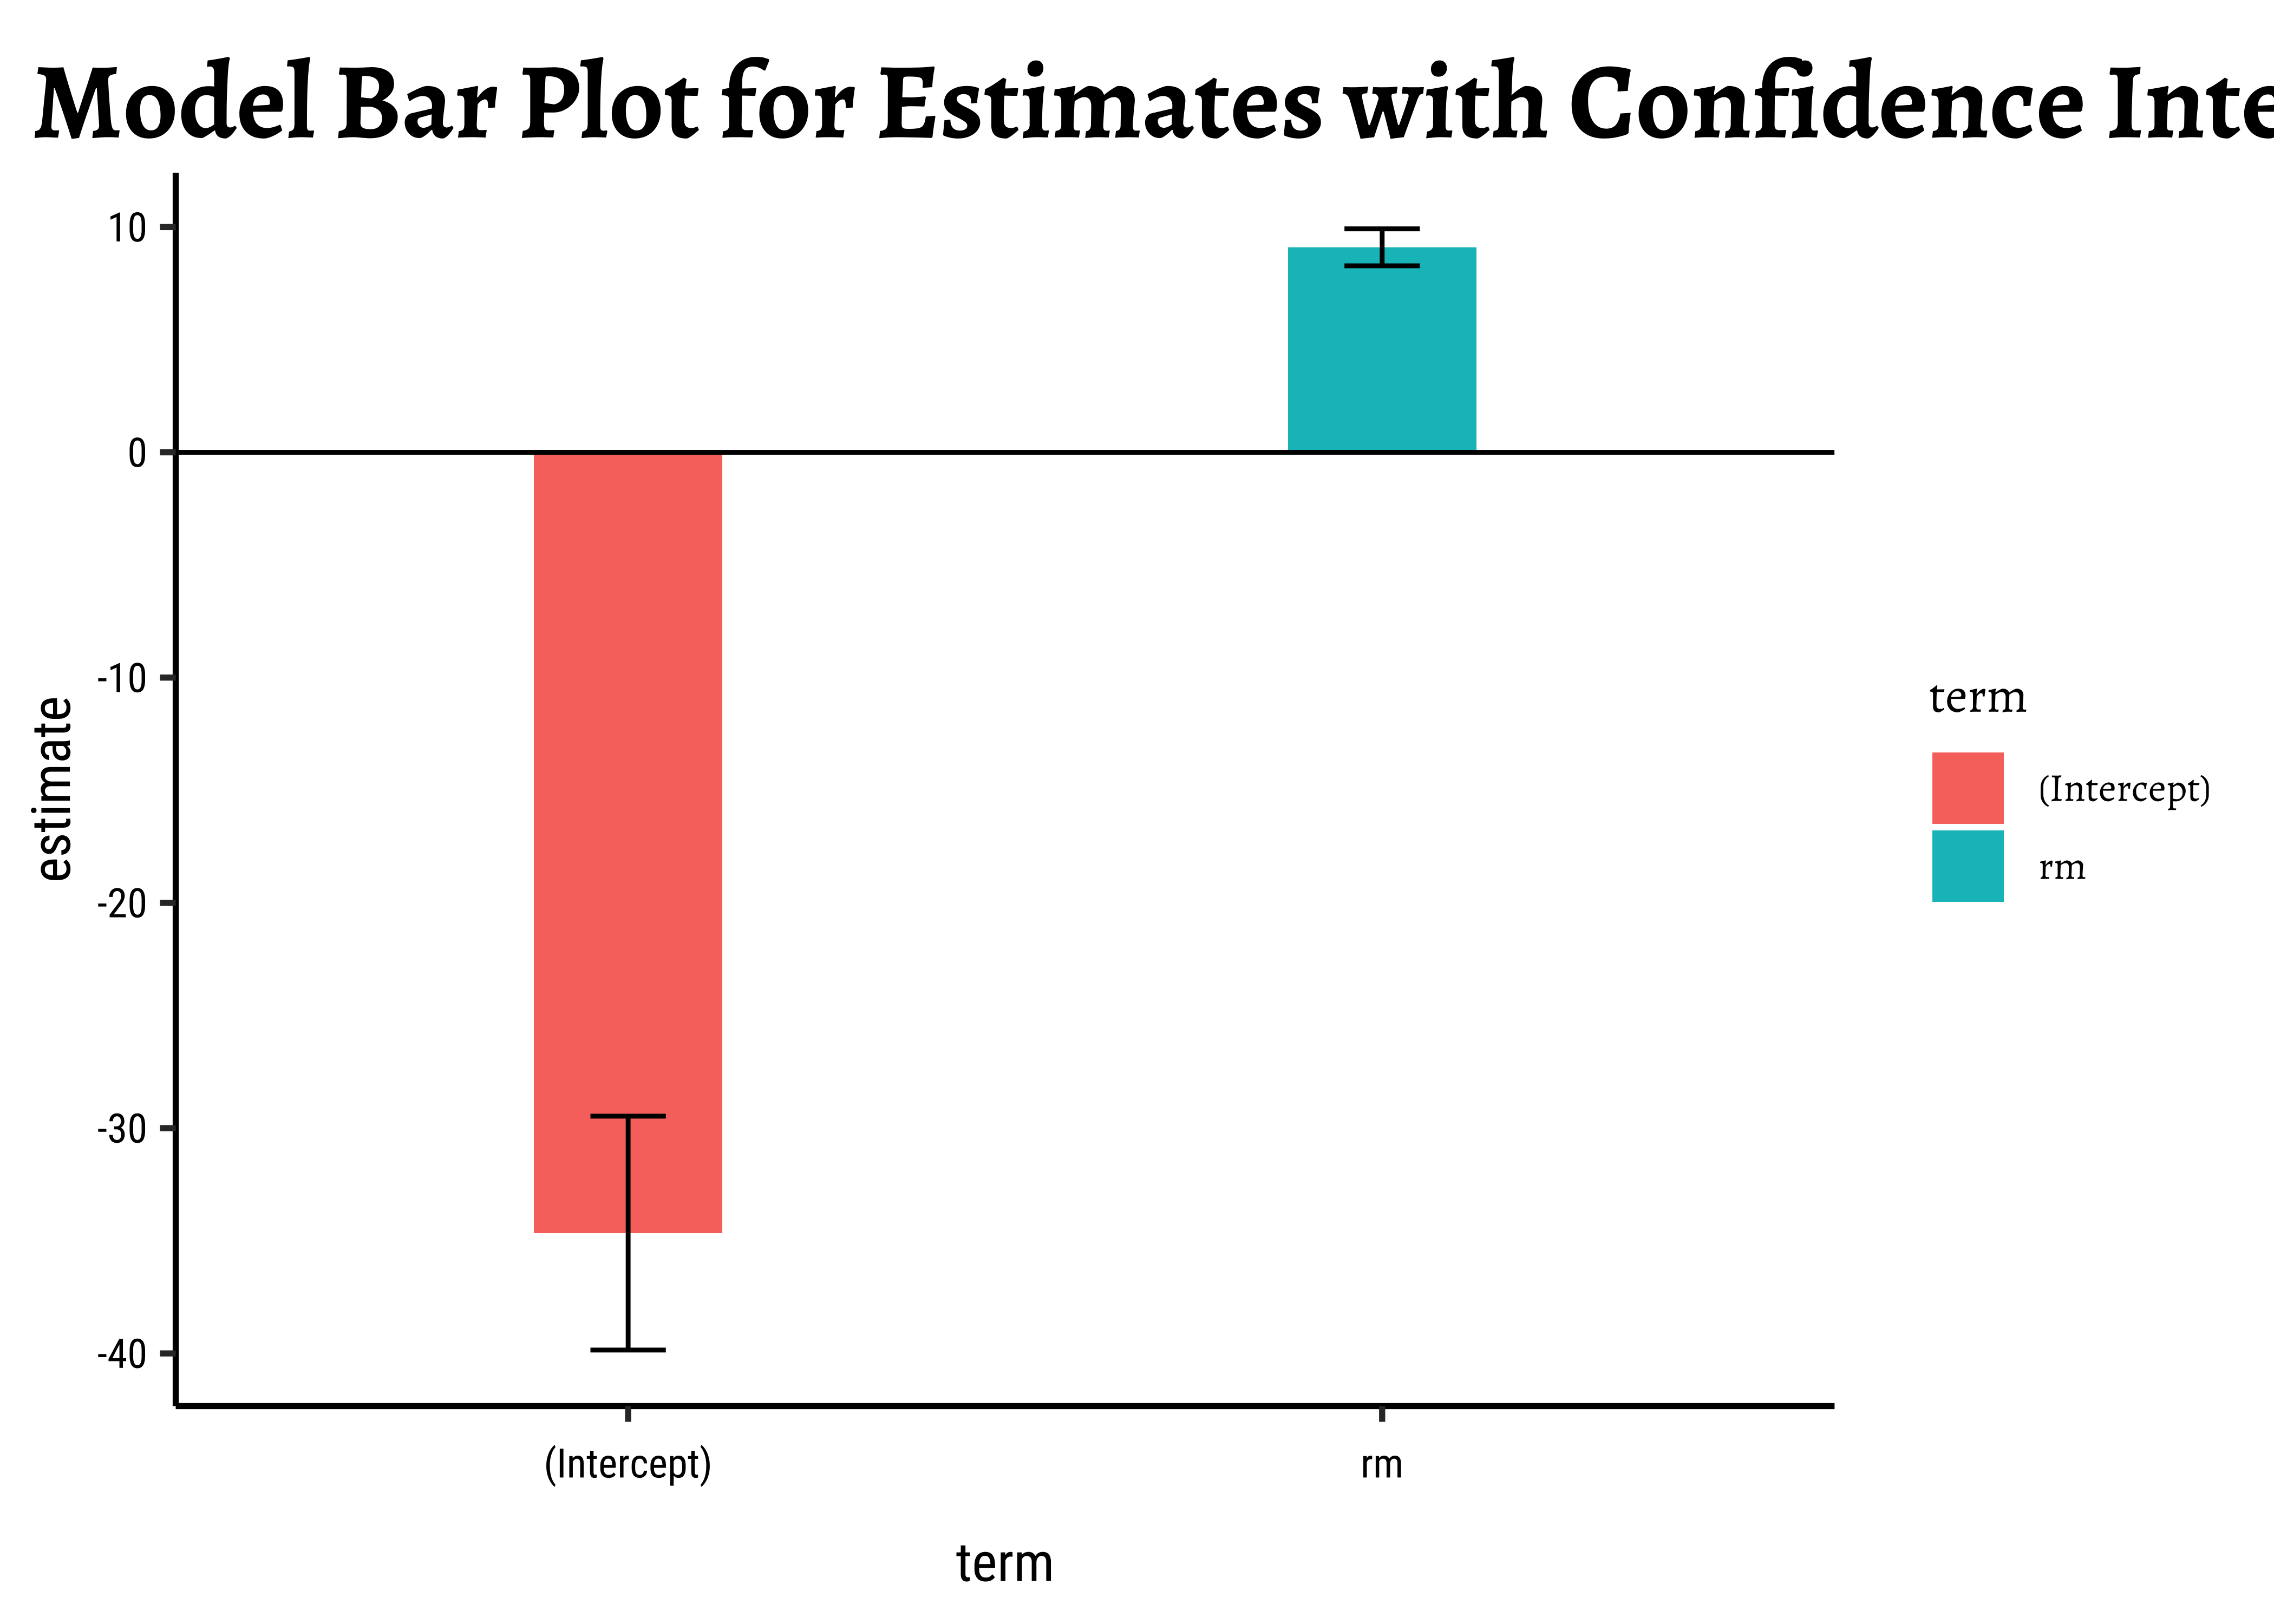 Model Bar Plot for Estimates with Confidence Inte
10
0
-10
-20
-30
-40
estimate
(Intercept)
rm
term
term
(Intercept)
rm